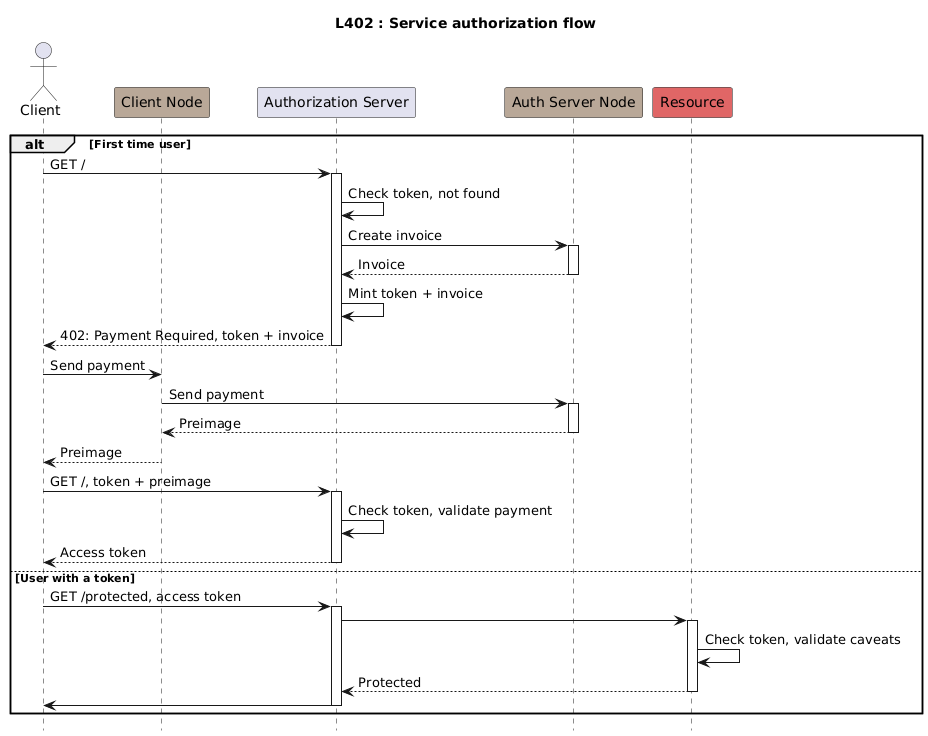 L402 : Service authorization flow
Client
Client Node
Authorization Server
Auth Server Node
Resource
alt
[First time user]
GET /
Check token, not found
Create invoice
Invoice
Mint token + invoice
402: Payment Required, token + invoice
Send payment
Send payment
Preimage
Preimage
GET /, token + preimage
Check token, validate payment
Access token
[User with a token]
GET /protected, access token
Check token, validate caveats
Protected